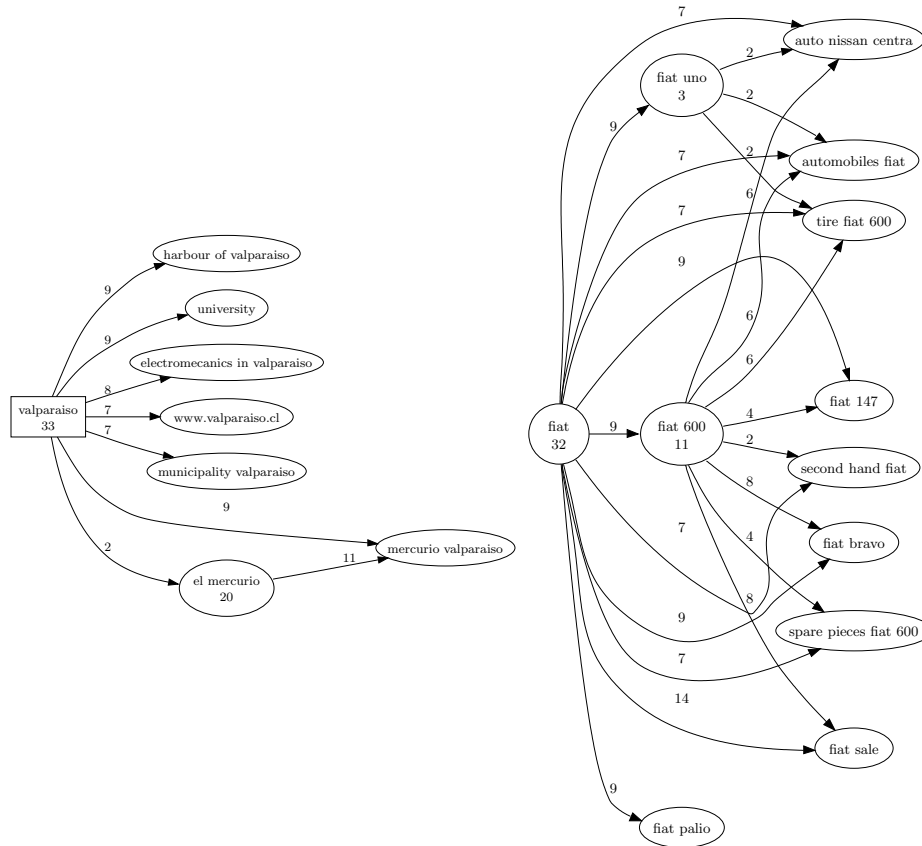 7
auto nissan centra
2
fiat uno
3
2
9
2
7
automobiles fiat
6
7
tire fiat 600
harbour of valparaiso
9
9
university
6
9
electromecanics in valparaiso
6
8
valparaiso
33
7
www.valparaiso.cl
fiat 147
4
fiat
32
9
fiat 600
11
7
2
municipality valparaiso
second hand fiat
8
9
7
4
fiat bravo
2
11
mercurio valparaiso
el mercurio
20
8
9
spare pieces fiat 600
7
14
fiat sale
9
fiat palio